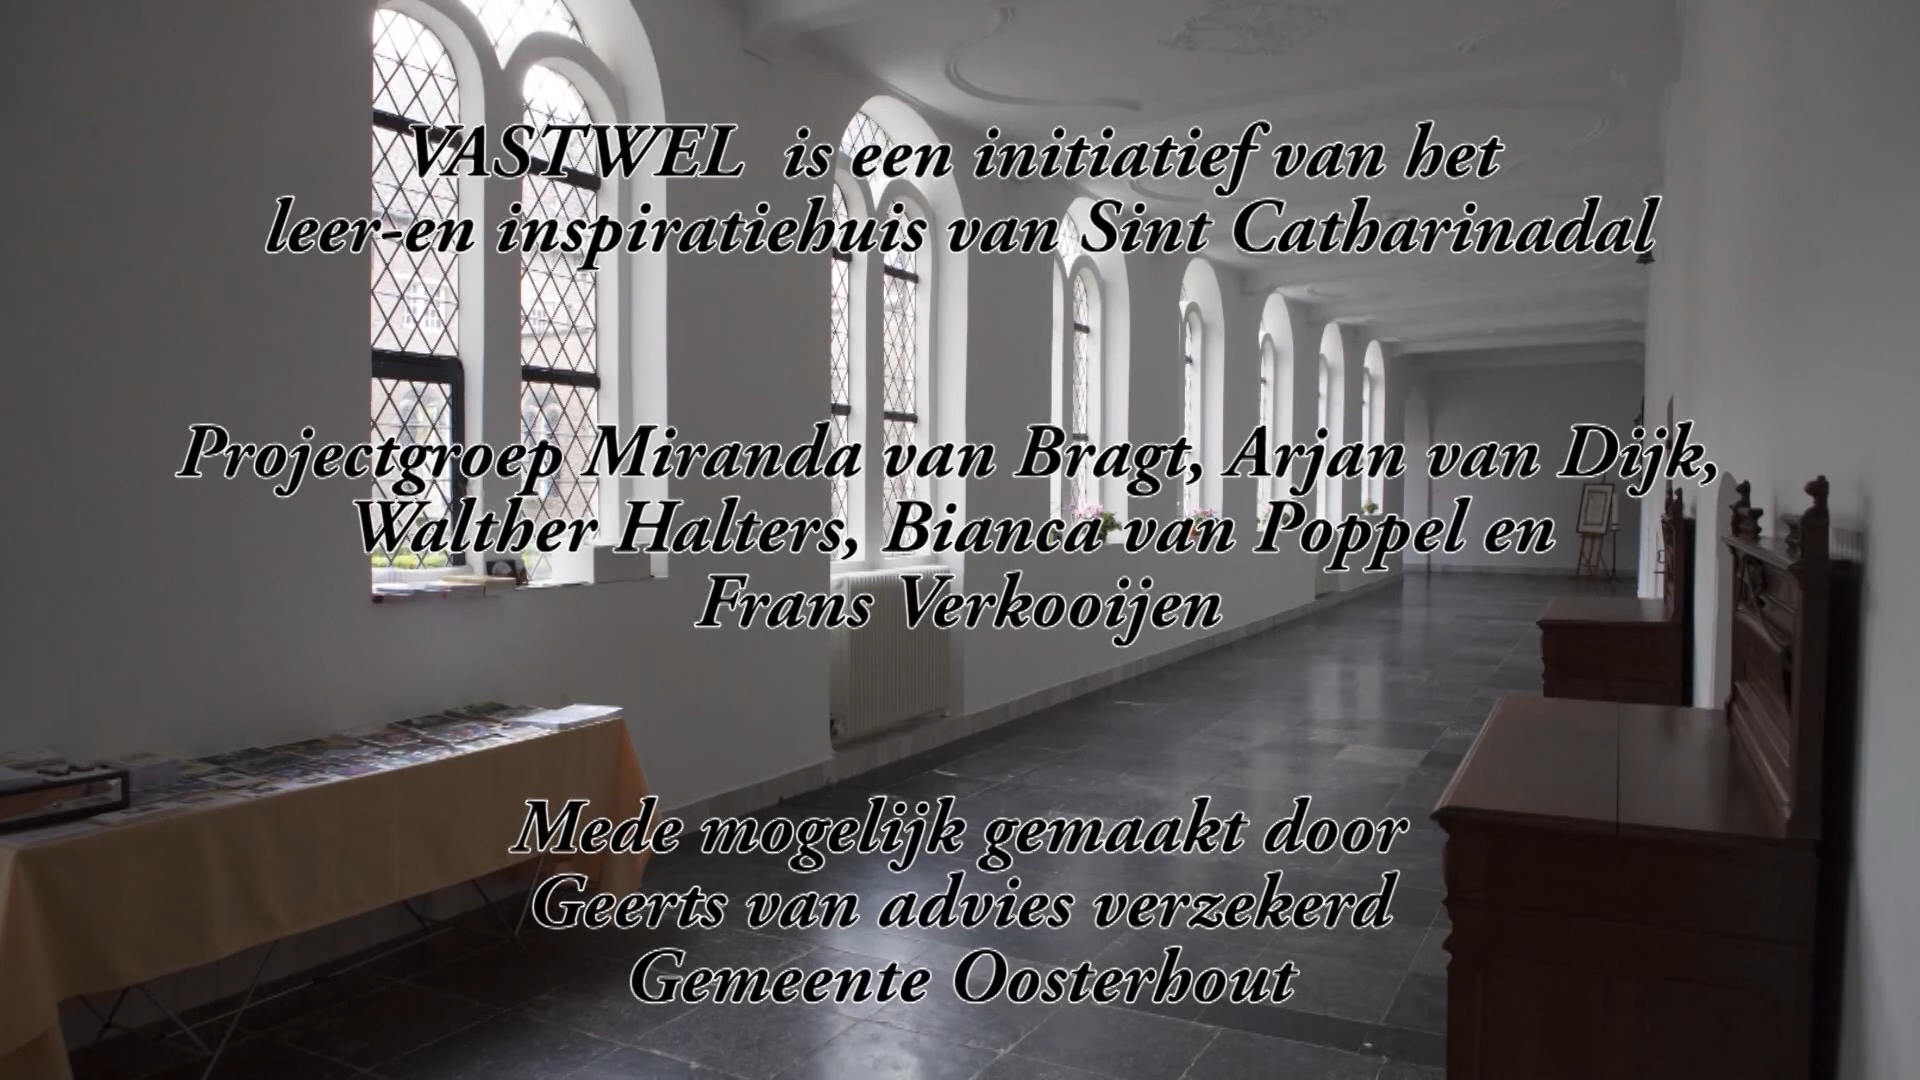 VASTWEL is een initiatief van het
leer-en inspiratiehuis van Sint Catharinadal
Projectgroep Miranda van Bragt, Arjan van Dijk,
Walther Halters, Bianca van Poppel en
Frans Verkooijen
Mede mogelijk gemaakt door
Geerts van advies verzekerd
Gemeente Oosterhout